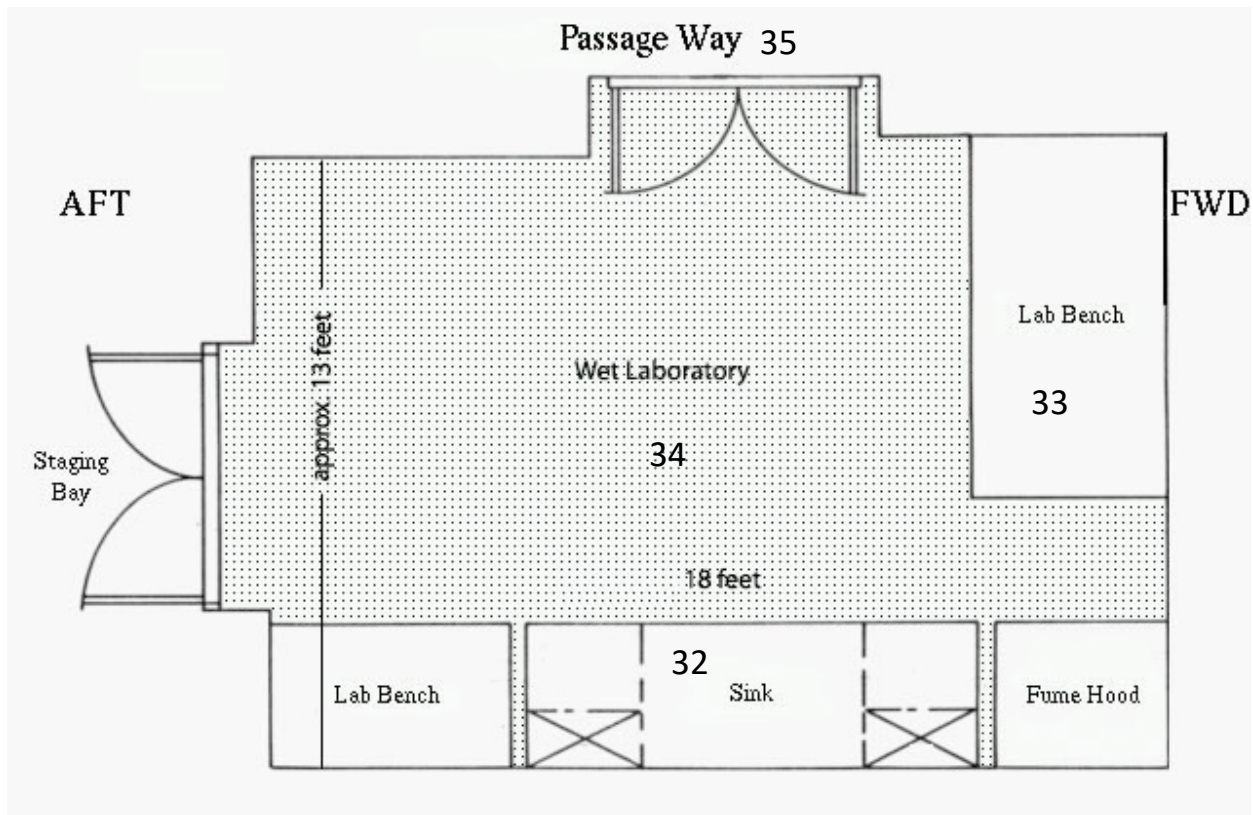 Passage Way 35
AFT
FWD
Lab Bench
approx 13 feet
Wet Laboratory
33
34
Staging
Bay
18 feet
32
Lab Bench
Sink
Fume Hood